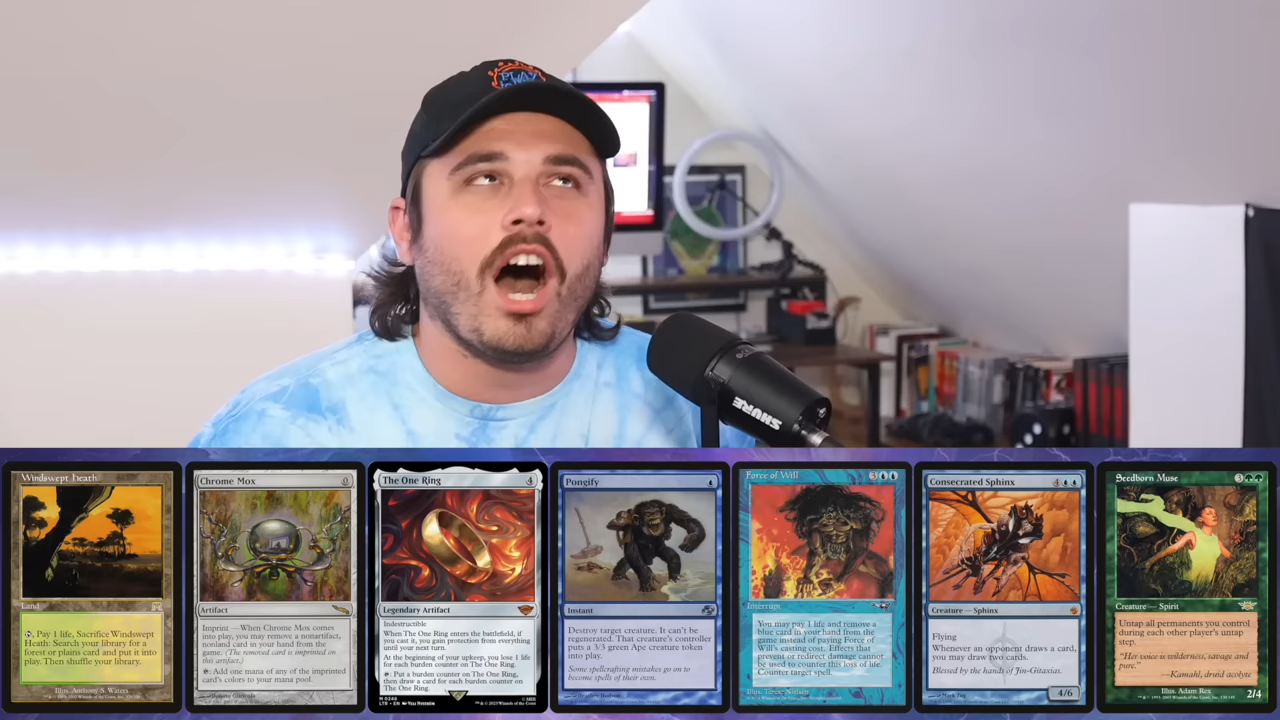 PLAY
SHURE
Windswept Heath
Land
, Pay 1 life, Sacrifice Windswept
Heath: Search your library for a
forest or plains card and put it into
play. Then shuffle your library.
Illus. Anthony S. Waters
Chrome Mox
0
Artifact
Imprint —When Chrome Mox comes
into play, you may remove a nonartifact,
nonland card in your hand from the
game. (The removed card is imprinted on
this artifact.)
: Add one mana of any of the imprinted
card's colors to your mana pool.
The One Ring
4
Legendary Artifact
Indestructible
When The One Ring enters the battlefield, if
you cast it, you gain protection from everything
until your next turn.
At the beginning of your upkeep, you lose 1 life
for each burden counter on The One Ring.
: Put a burden counter on The One Ring,
then draw a card for each burden counter on
The One Ring.
Pongify
Instant
Destroy target creature. It can't be
regenerated. That creature's controller
puts a 3/3 green Ape creature token
into play.
Some spellcrafting mistakes go on to
become spells of their own.
Force of Will
3
Interrupt
You may pay 1 life and remove a
blue card in your hand from the
game instead of paying Force of
Will's casting cost. Effects that
prevent or redirect damage cannot
be used to counter this loss of life.
Counter target spell.
Illus. Terese Nielsen
Consecrated Sphinx
4
Creature — Sphinx
Flying
Whenever an opponent draws a card,
you may draw two cards.
Blessed by the hands of Jin-Gitaxias.
4/6
Seedborn Muse
3
Creature — Spirit
Untap all permanents you control
during each other player's untap
step.
"Her voice is wilderness, savage and
pure."
—Kamahl, druid acolyte
Illus. Adam Rex
2/4